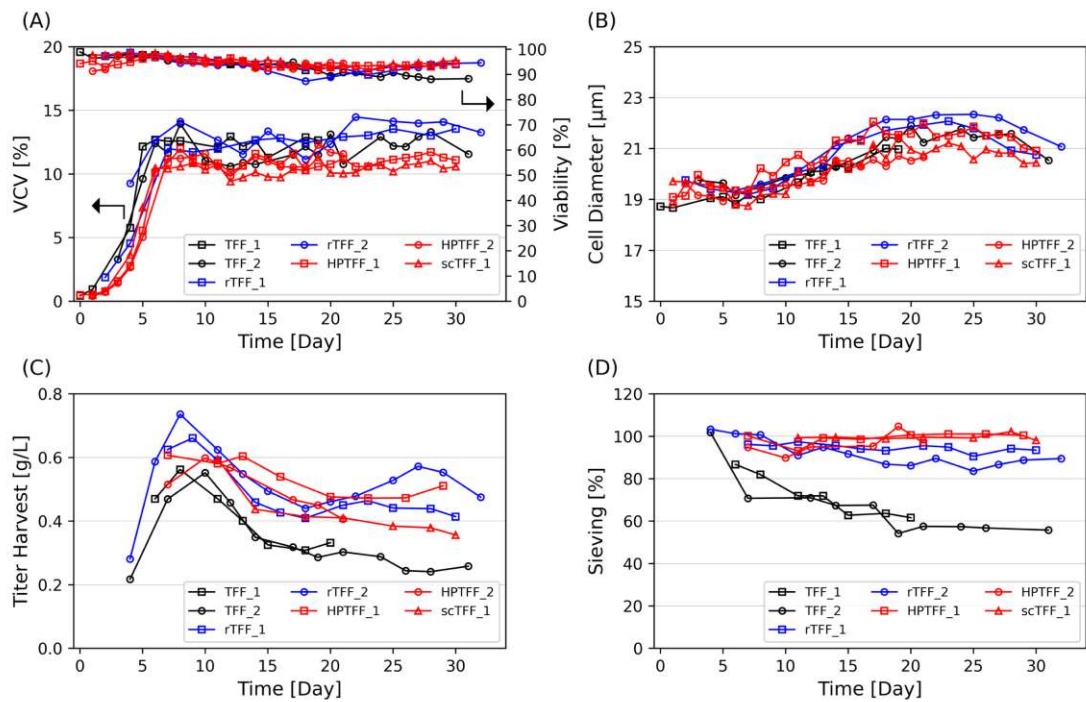 (A)
20
15
10
5
0
VCV [%]
100
90
80
70
60
50
40
30
20
10
0
Viability [%]
TFF_1
TFF_2
rTFF_1
rTFF_2
HPTFF_1
HPTFF_2
scTFF_1
0 5 10 15 20 25 30
Time [Day]
(B)
25
23
21
19
17
15
Cell Diameter [µm]
TFF_1
TFF_2
rTFF_1
rTFF_2
HPTFF_1
HPTFF_2
scTFF_1
0 5 10 15 20 25 30
Time [Day]
(C)
0.8
0.6
0.4
0.2
0.0
Titer Harvest [g/L]
TFF_1
TFF_2
rTFF_1
rTFF_2
HPTFF_1
HPTFF_2
scTFF_1
0 5 10 15 20 25 30
Time [Day]
(D)
120
100
80
60
40
20
0
Sieving [%]
TFF_1
TFF_2
rTFF_1
rTFF_2
HPTFF_1
HPTFF_2
scTFF_1
0 5 10 15 20 25 30
Time [Day]